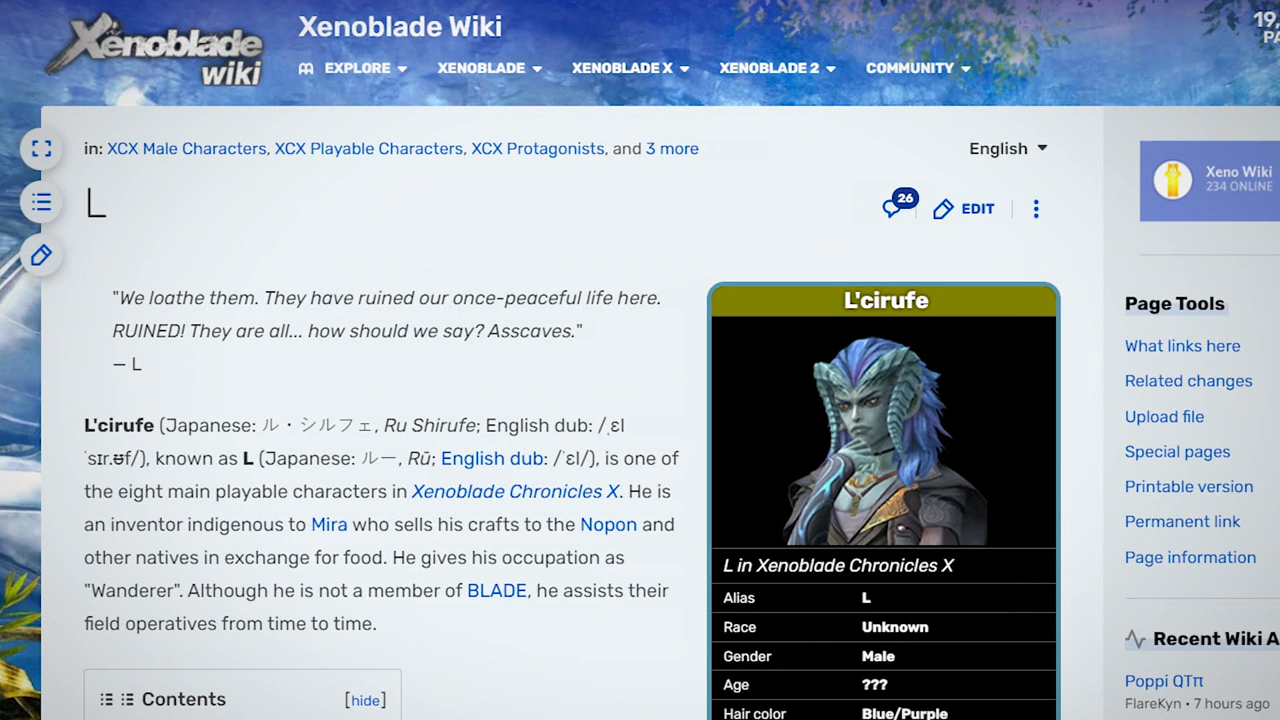 Xenoblade
wiki
Xenoblade Wiki
EXPLORE XENOBLADE XENOBLADE X XENOBLADE 2 COMMUNITY
19,
PA
in: XCX Male Characters, XCX Playable Characters, XCX Protagonists, and 3 more
English
L
26
EDIT
"We loathe them. They have ruined our once-peaceful life here.
RUINED! They are all... how should we say? Asscaves."
— L
L'cirufe (Japanese: ル・シルフェ, Ru Shirufe; English dub: /ˌɛl
ˈsɪr.ʉf/), known as L (Japanese: ルー, Rū; English dub: /ˈɛl/), is one of
the eight main playable characters in Xenoblade Chronicles X. He is
an inventor indigenous to Mira who sells his crafts to the Nopon and
other natives in exchange for food. He gives his occupation as
"Wanderer". Although he is not a member of BLADE, he assists their
field operatives from time to time.
Contents [hide]
L'cirufe
L in Xenoblade Chronicles X
Alias L
Race Unknown
Gender Male
Age ???
Hair color Blue/Purple
Xeno Wiki
234 ONLINE
Page Tools
What links here
Related changes
Upload file
Special pages
Printable version
Permanent link
Page information
Recent Wiki A
Poppi QTπ
FlareKyn • 7 hours ago